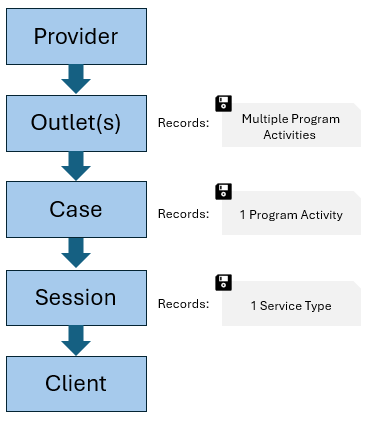 Provider
Outlet(s)
Records:
Multiple Program
Activities
Case
Records:
1 Program Activity
Session
Records:
1 Service Type
Client